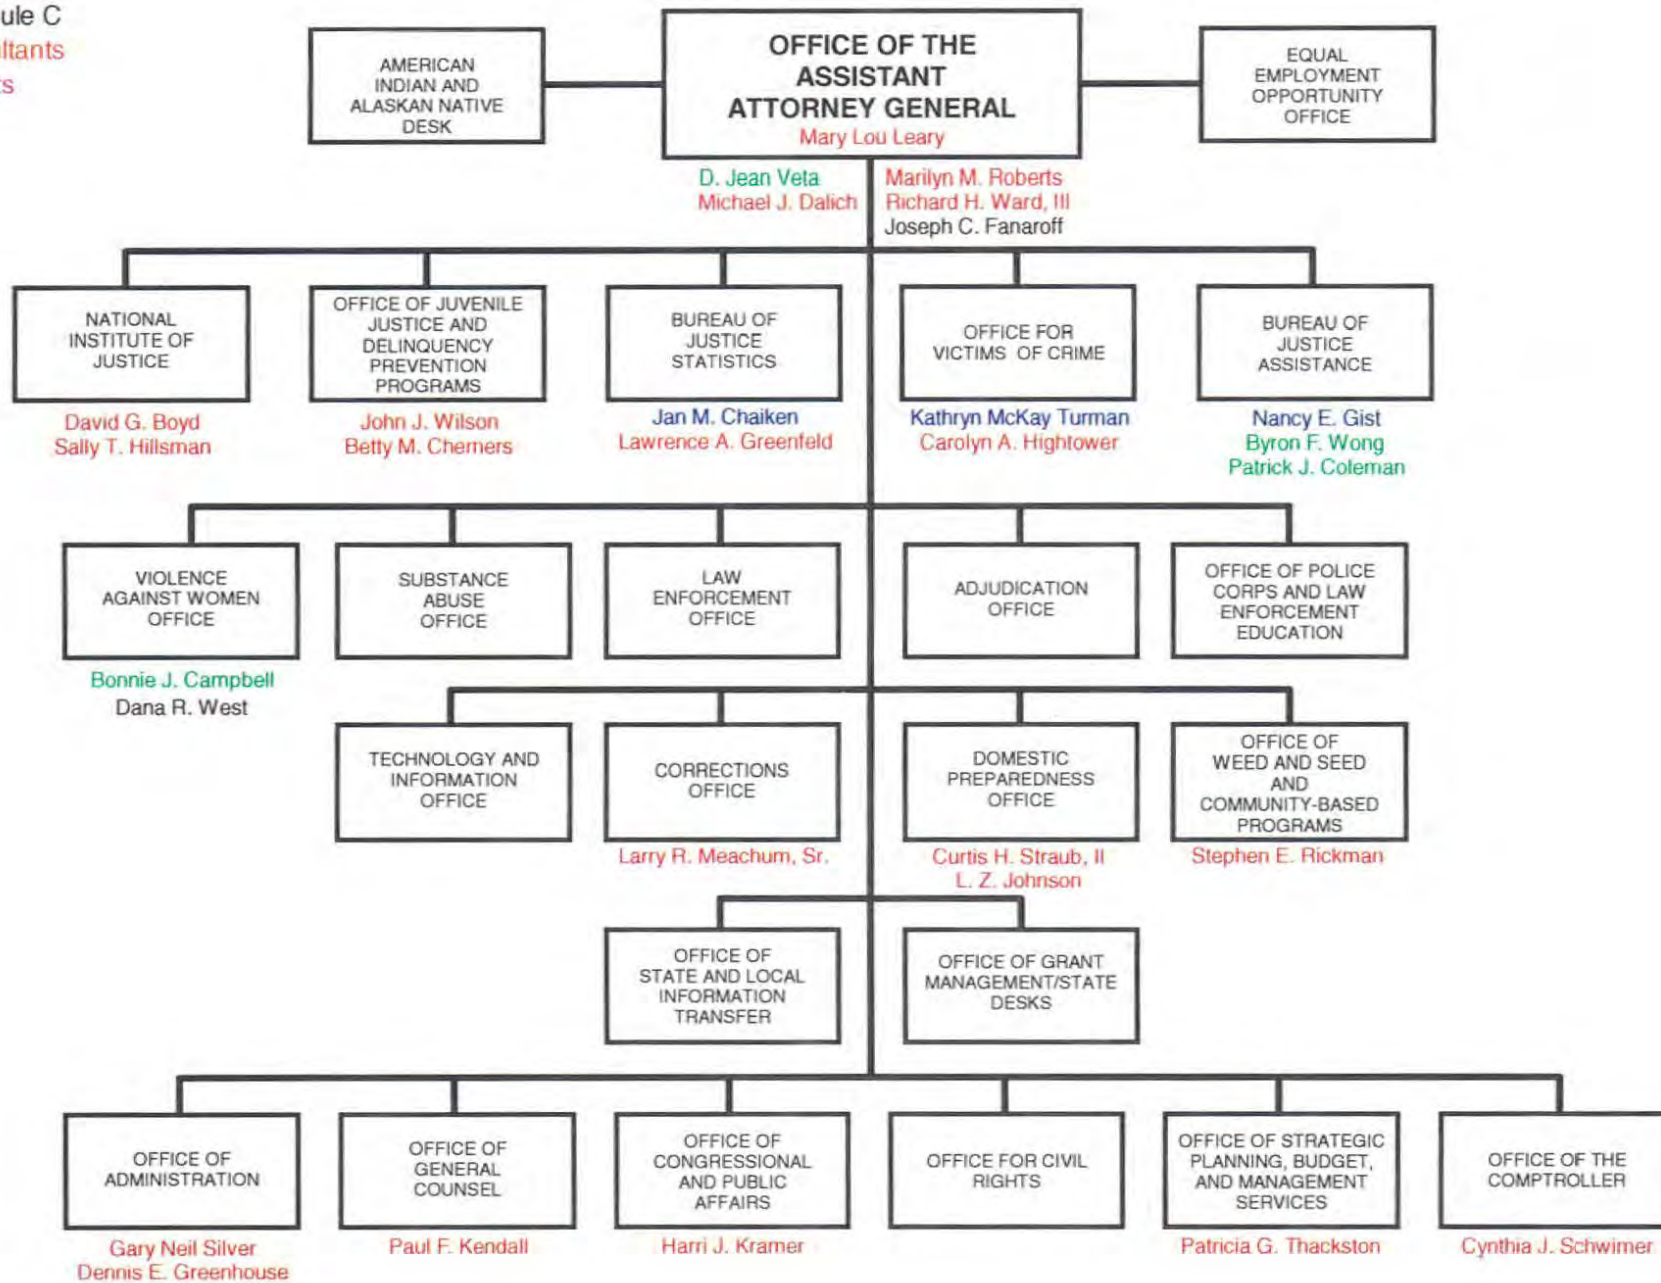 ule C
ltants
ts
AMERICAN
INDIAN AND
ALASKAN NATIVE
DESK
OFFICE OF THE
ASSISTANT
ATTORNEY GENERAL
Mary Lou Leary
EQUAL
EMPLOYMENT
OPPORTUNITY
OFFICE
D. Jean Veta
Michael J. Dalich
Marilyn M. Roberts
Richard H. Ward, III
Joseph C. Fanaroff
NATIONAL
INSTITUTE OF
JUSTICE
David G. Boyd
Sally T. Hillsman
OFFICE OF JUVENILE
JUSTICE AND
DELINQUENCY
PREVENTION
PROGRAMS
John J. Wilson
Betty M. Chemers
BUREAU OF
JUSTICE
STATISTICS
Jan M. Chaiken
Lawrence A. Greenfeld
OFFICE FOR
VICTIMS OF CRIME
Kathryn McKay Turman
Carolyn A. Hightower
BUREAU OF
JUSTICE
ASSISTANCE
Nancy E. Gist
Byron F. Wong
Patrick J. Coleman
VIOLENCE
AGAINST WOMEN
OFFICE
Bonnie J. Campbell
Dana R. West
SUBSTANCE
ABUSE
OFFICE
LAW
ENFORCEMENT
OFFICE
ADJUDICATION
OFFICE
OFFICE OF POLICE
CORPS AND LAW
ENFORCEMENT
EDUCATION
TECHNOLOGY AND
INFORMATION
OFFICE
CORRECTIONS
OFFICE
Larry R. Meachum, Sr.
DOMESTIC
PREPAREDNESS
OFFICE
Curtis H. Straub, II
L. Z. Johnson
OFFICE OF
WEED AND SEED
AND
COMMUNITY-BASED
PROGRAMS
Stephen E. Rickman
OFFICE OF
STATE AND LOCAL
INFORMATION
TRANSFER
OFFICE OF GRANT
MANAGEMENT/STATE
DESKS
OFFICE OF
ADMINISTRATION
Gary Neil Silver
Dennis E. Greenhouse
OFFICE OF
GENERAL
COUNSEL
Paul F. Kendall
OFFICE OF
CONGRESSIONAL
AND PUBLIC
AFFAIRS
Harri J. Kramer
OFFICE FOR CIVIL
RIGHTS
OFFICE OF STRATEGIC
PLANNING, BUDGET,
AND MANAGEMENT
SERVICES
Patricia G. Thackston
OFFICE OF THE
COMPTROLLER
Cynthia J. Schwimer